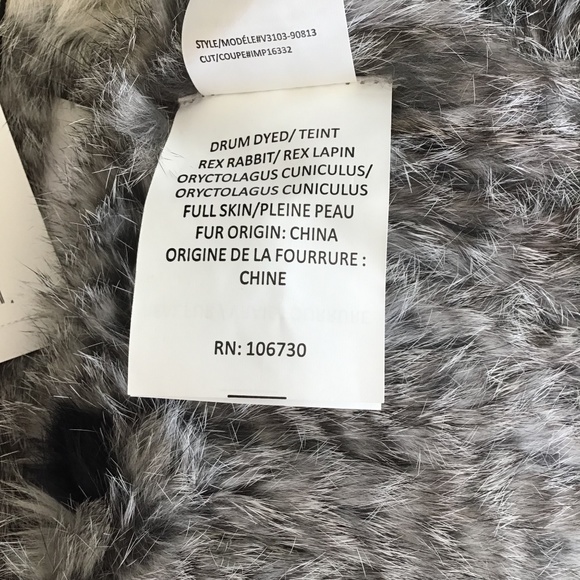 STYLE/MODÉLE#V3103-90813
CUT/COUPE#IMP16332
DRUM DYED/ TEINT
REX RABBIT/ REX LAPIN
ORYCTOLAGUS CUNICULUS/
ORYCTOLAGUS CUNICULUS
FULL SKIN/PLEINE PEAU
FUR ORIGIN: CHINA
ORIGINE DE LA FOURRURE :
CHINE
RN: 106730